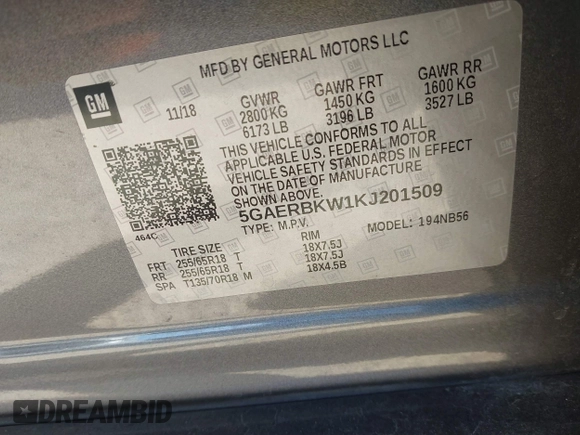 MFD BY GENERAL MOTORS LLC
GM
11/18
GVWR GAWR FRT GAWR RR
2800 KG 1450 KG 1600 KG
6173 LB 3196 LB 3527 LB
THIS VEHICLE CONFORMS TO ALL
APPLICABLE U.S. FEDERAL MOTOR
VEHICLE SAFETY STANDARDS IN EFFECT
ON THE DATE OF MANUFACTURE
SHOWN ABOVE.
5GAERBKW1KJ201509
TYPE: M.P.V. MODEL: 194NB56
464C
TIRE SIZE RIM
FRT 255/65R18 T 18X7.5J
RR 255/65R18 T 18X7.5J
SPA T135/70R18 M 18X4.5B
DREAMBID